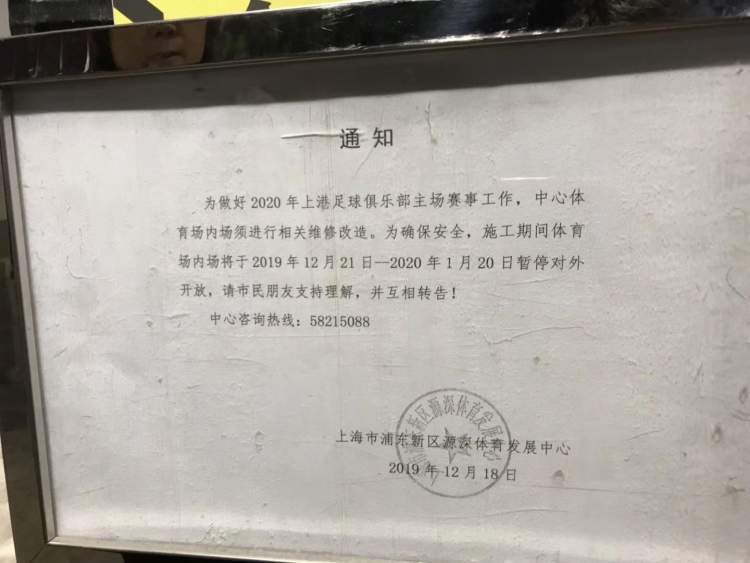 通知
为做好2020年上港足球俱乐部主场赛事工作，中心体
育场内场须进行相关维修改造。为确保安全，施工期间体育
场内场将于2019年12月21日—2020年1月20日暂停对外
开放，请市民朋友支持理解，并互相转告！
中心咨询热线：58215088
上海市浦东新区源深体育发展中心
2019年12月18日